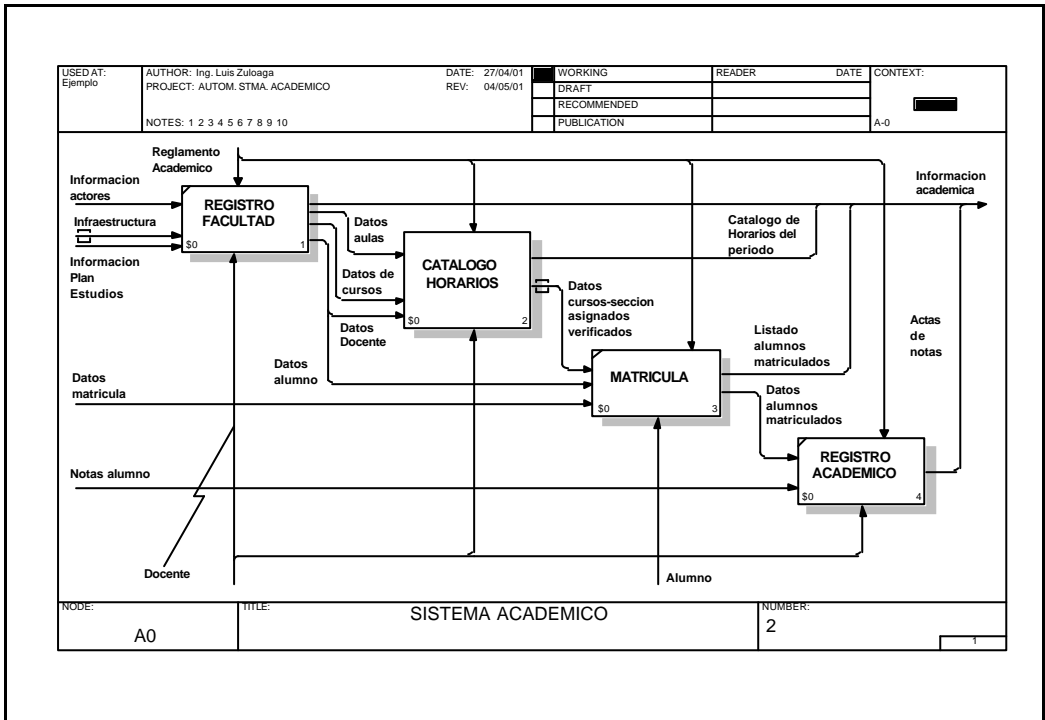 USED AT:
Ejemplo
AUTHOR: Ing. Luis Zuloaga
DATE: 27/04/01
PROJECT: AUTOM. STMA. ACADEMICO
REV: 04/05/01
NOTES: 1 2 3 4 5 6 7 8 9 10
WORKING
DRAFT
RECOMMENDED
PUBLICATION
READER DATE
CONTEXT:
A-0
Reglamento
Academico
Informacion
actores
Infraestructura
Informacion
Plan
Estudios
REGISTRO
FACULTAD
$0 1
Datos
aulas
Datos de
cursos
Datos
Docente
Datos
alumno
CATALOGO
HORARIOS
$0 2
Informacion
academica
Catalogo de
Horarios del
periodo
Datos
cursos-seccion
asignados
verificados
Listado
alumnos
matriculados
Actas
de
notas
Datos
matricula
MATRICULA
$0 3
Datos
alumnos
matriculados
Notas alumno
REGISTRO
ACADEMICO
$0 4
Docente
Alumno
NODE:
A0
TITLE:
SISTEMA ACADEMICO
NUMBER:
2
1